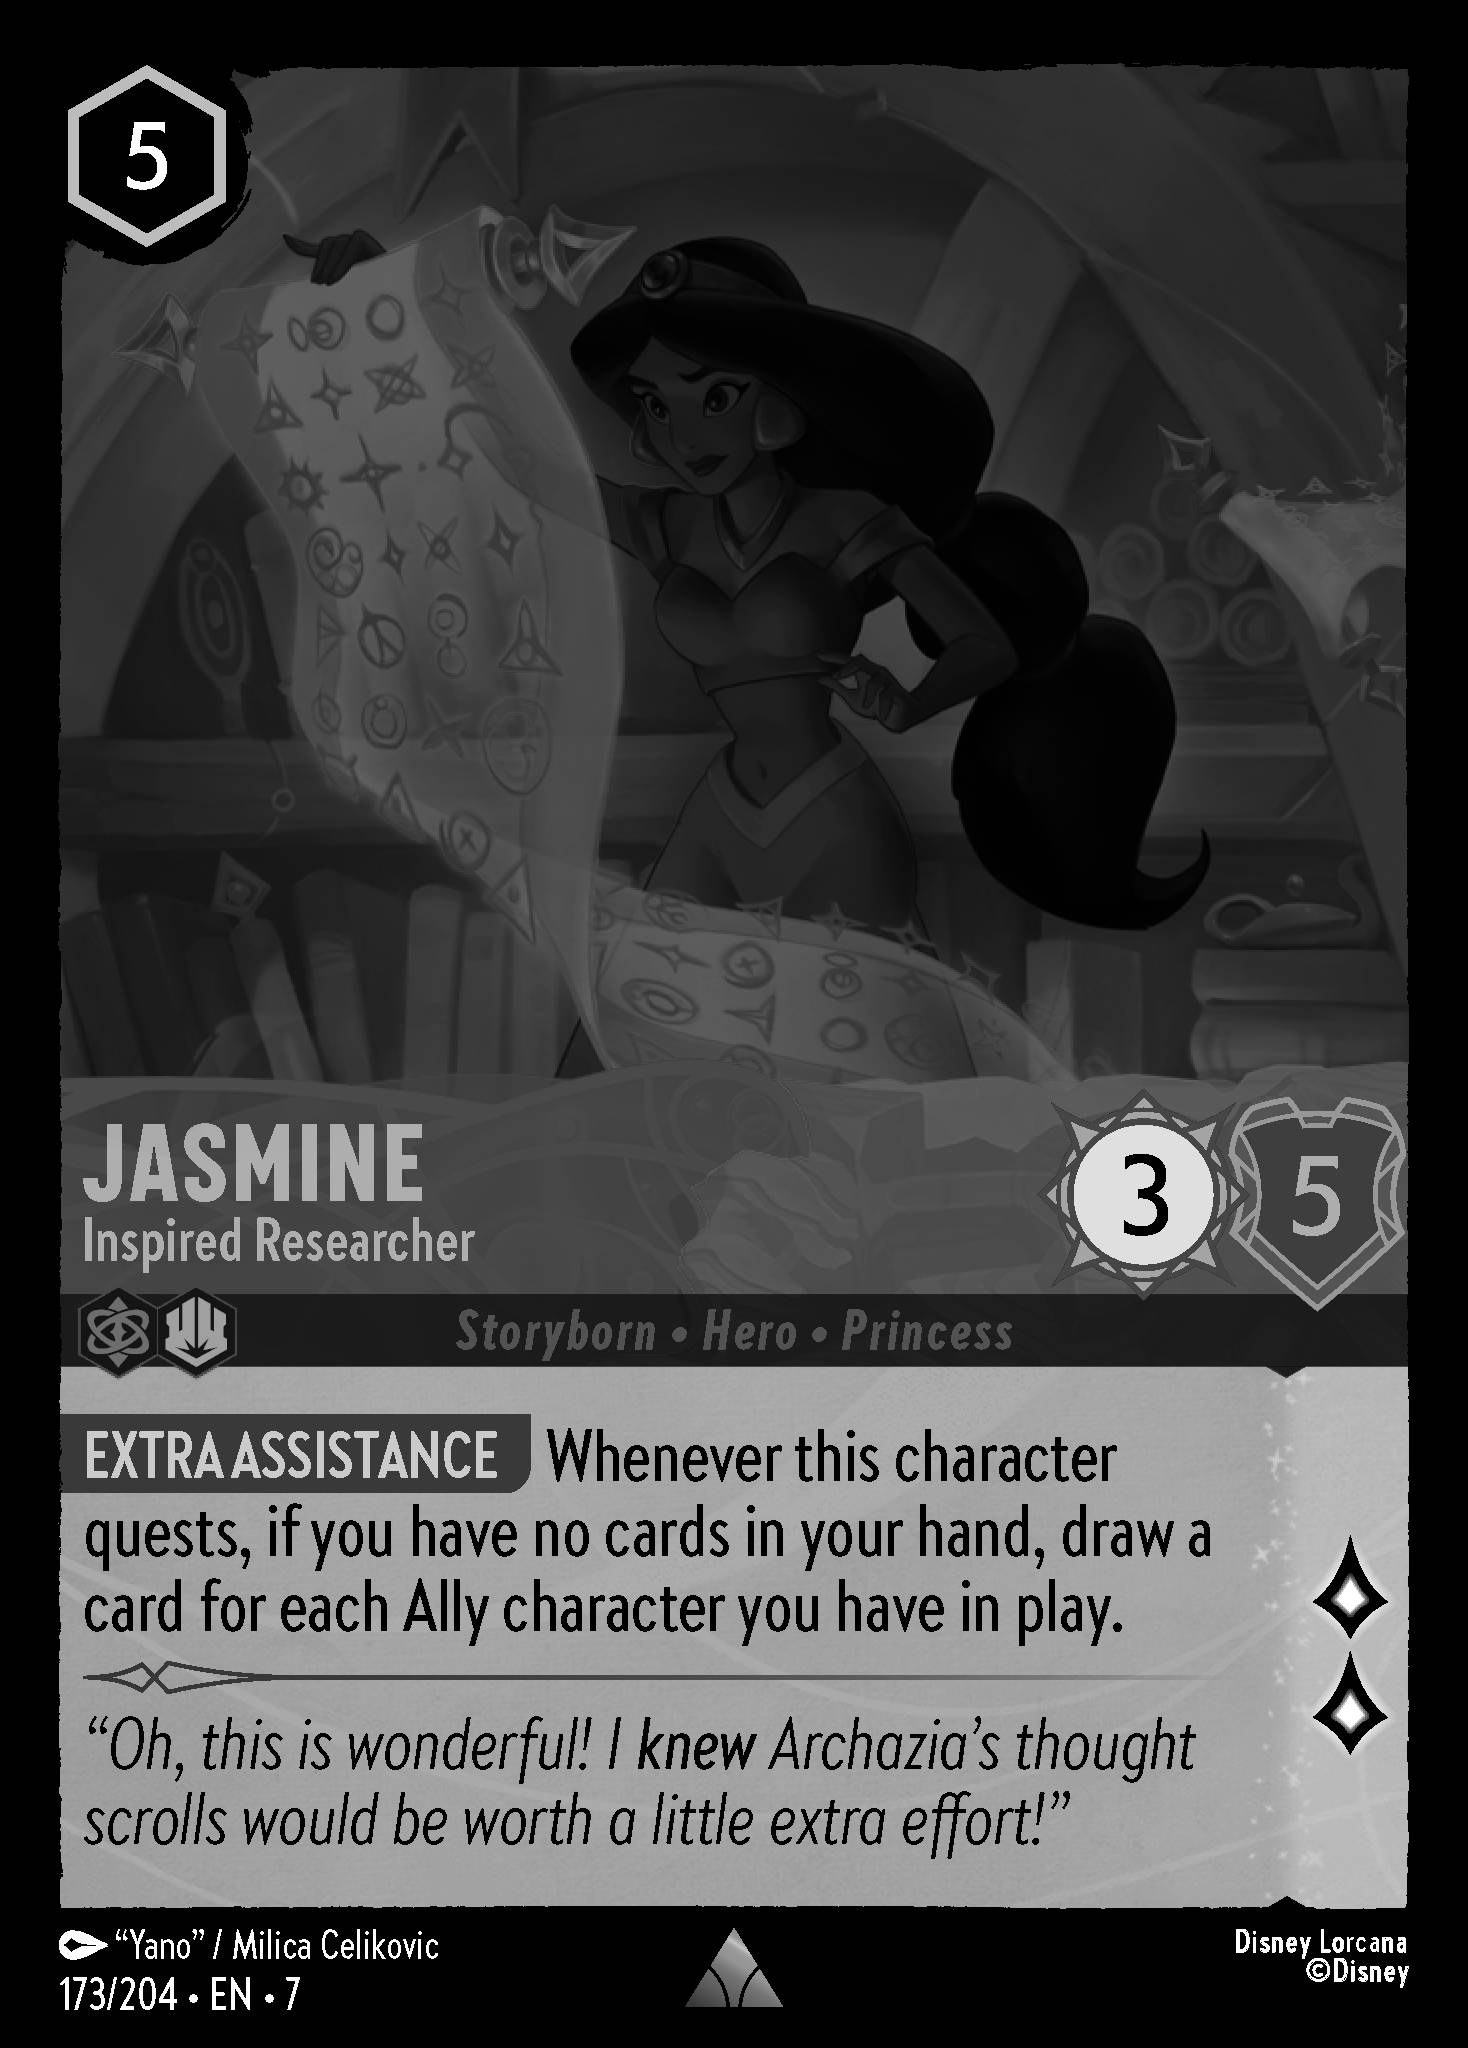 5
JASMINE
Inspired Researcher
3
5
Storyborn • Hero • Princess
EXTRA ASSISTANCE Whenever this character
quests, if you have no cards in your hand, draw a
card for each Ally character you have in play.
“Oh, this is wonderful! I knew Archazia’s thought
scrolls would be worth a little extra effort!”
“Yano” / Milica Celikovic
173/204 • EN • 7
Disney Lorcana
©Disney